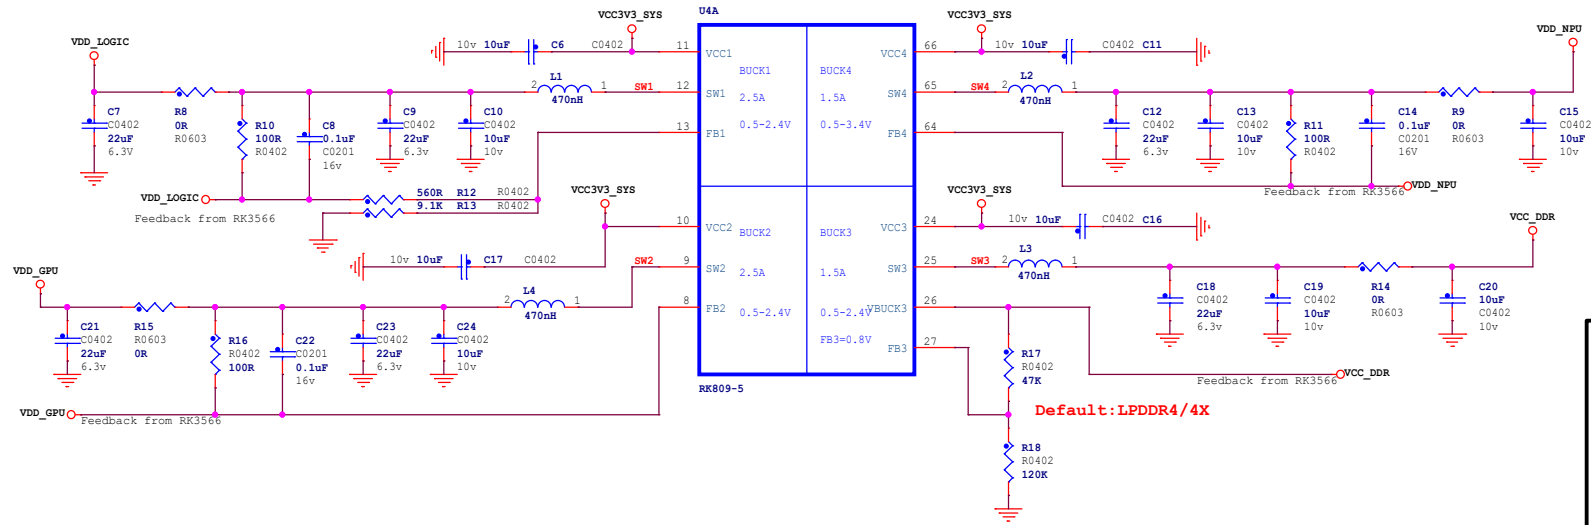 U4A
VCC3V3_SYS
VCC3V3_SYS
VDD_LOGIC
VDD_NPU
10v 10uF C6 C0402
11
VCC1
VCC4
66
10v 10uF C0402 C11
BUCK1
BUCK4
L1
2 1
470nH
SW1
12
SW1
2.5A
1.5A
SW4
65
SW4
L2
2 1
470nH
C7
C0402
22uF
6.3V
R8
0R
R0603
R10
100R
R0402
C8
0.1uF
C0201
16v
C9
C0402
22uF
6.3v
C10
C0402
10uF
10v
13
FB1
0.5-2.4V
0.5-3.4V
FB4
64
C12
C0402
22uF
6.3v
C13
C0402
10uF
10v
R11
100R
R0402
C14
0.1uF
C0201
16V
R9
0R
R0603
C15
C0402
10uF
10v
VDD_LOGIC
Feedback from RK3566
560R R12 R0402
9.1K R13 R0402
VDD_NPU
Feedback from RK3566
VCC3V3_SYS
VCC3V3_SYS
VCC_DDR
10
VCC2
VCC3
24
10v 10uF C0402 C16
BUCK2
BUCK3
10v 10uF C17 C0402
SW2
9
SW2
2.5A
1.5A
SW3
25
SW3
L3
2 1
470nH
VDD_GPU
L4
2 1
470nH
8
FB2
0.5-2.4V
0.5-2.4V
VBUCK3
26
C18
C0402
22uF
6.3v
C19
C0402
10uF
10v
R14
0R
R0603
C20
10uF
C0402
10v
C21
C0402
22uF
6.3v
R15
R0603
0R
R16
R0402
100R
C22
C0201
0.1uF
16v
C23
C0402
22uF
6.3v
C24
C0402
10uF
10v
FB3=0.8V
FB3
27
R17
R0402
47K
VCC_DDR
Feedback from RK3566
RK809-5
VDD_GPU
Feedback from RK3566
Default:LPDDR4/4X
R18
R0402
120K